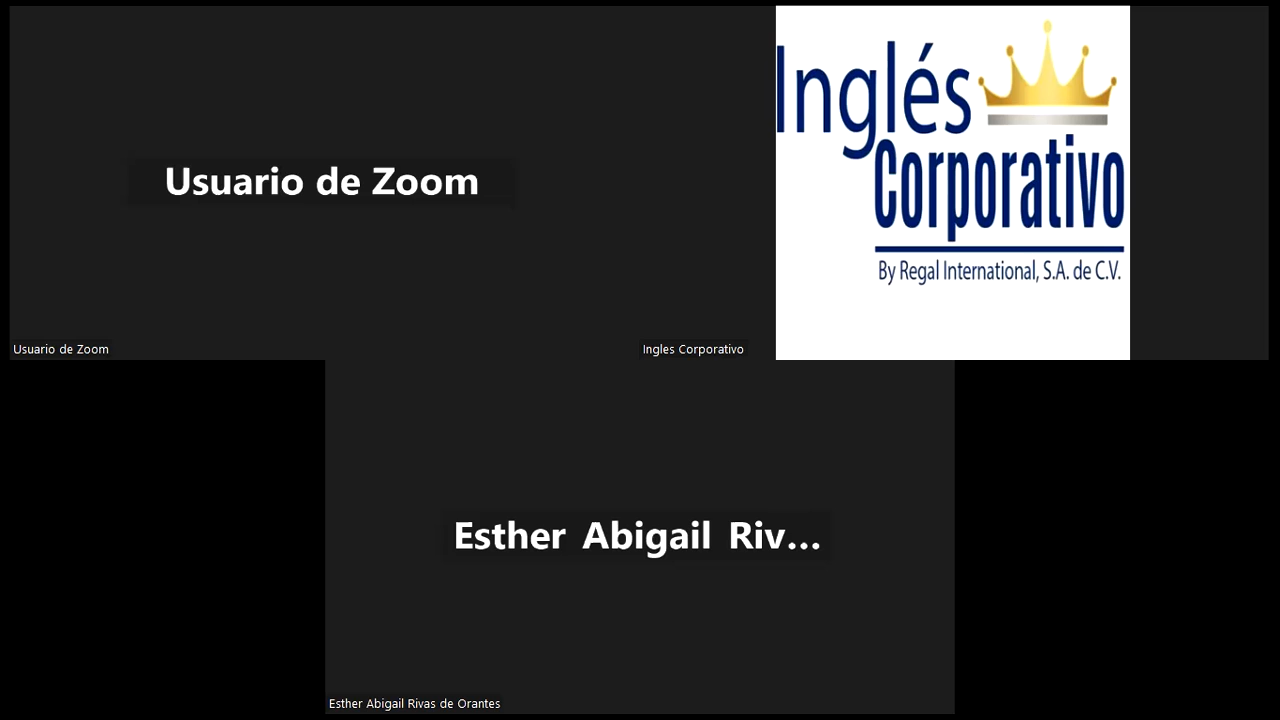 Usuario de Zoom
Usuario de Zoom
Inglés
Corporativo
By Regal International, S.A. de C.V.
Ingles Corporativo
Esther Abigail Riv...
Esther Abigail Rivas de Orantes